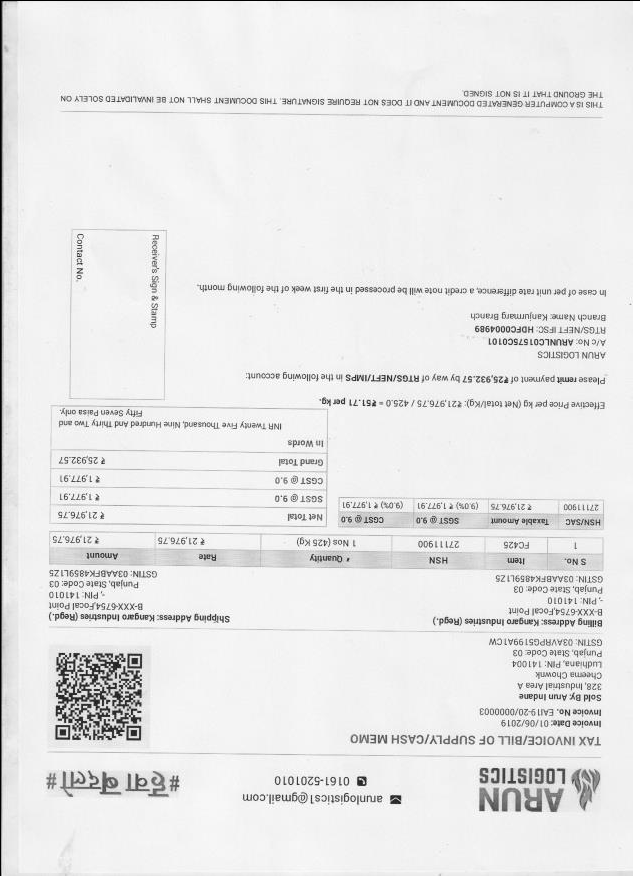 ARUN
LOGISTICS
arunlogistics1@gmail.com
0161-5201010
#हवा बदलो#
TAX INVOICE/BILL OF SUPPLY/CASH MEMO
Invoice Date: 01/06/2019
Invoice No. EAI19-20/0000003
Sold By: Arun Indane
328, Industrial Area A
Cheema Chownk
Ludhiana, PIN: 141004
Punjab, State Code: 03
GSTIN: 03AAVRPG5199A1CW
Billing Address: Kangaro Industries (Regd.)
B-XXX-6754,Focal Point
-, PIN: 141010
Punjab, State Code: 03
GSTIN: 03AABFK4859L1Z5
Shipping Address: Kangaro Industries (Regd.)
B-XXX-6754,Focal Point
-, PIN: 141010
Punjab, State Code: 03
GSTIN: 03AABFK4859L1Z5
S No. Item HSN * Quantity Rate Amount
1 FC425 27111900 1 Nos (425 Kg) ₹ 21,976.75 ₹ 21,976.75
HSN/SAC Taxable Amount SGST @ 9.0 CGST @ 9.0
27111900 ₹ 21,976.75 (9.0%) ₹ 1,977.91 (9.0%) ₹ 1,977.91
Net Total ₹ 21,976.75
SGST @ 9.0 ₹ 1,977.91
CGST @ 9.0 ₹ 1,977.91
Grand Total ₹ 25,932.57
In Words
INR Twenty Five Thousand, Nine Hundred And Thirty Two and
Fifty Seven Paisa only.
Effective Price per kg (Net total/Kg): ₹21,976.75 / 425.0 = ₹51.71 per kg.
Please remit payment of ₹25,932.57 by way of RTGS/NEFT/IMPS in the following account:
ARUN LOGISTICS
A/c No: ARUNLC01575C0101
RTGS/NEFT IFSC: HDFC0004989
Branch Name: Kanjurmarg Branch
In case of per unit rate difference, a credit note will be processed in the first week of the following month.
Receiver's Sign & Stamp
Contact No.
THIS IS A COMPUTER GENERATED DOCUMENT AND IT DOES NOT REQUIRE SIGNATURE. THIS DOCUMENT SHALL NOT BE INVALIDATED SOLELY ON
THE GROUND THAT IT IS NOT SIGNED.